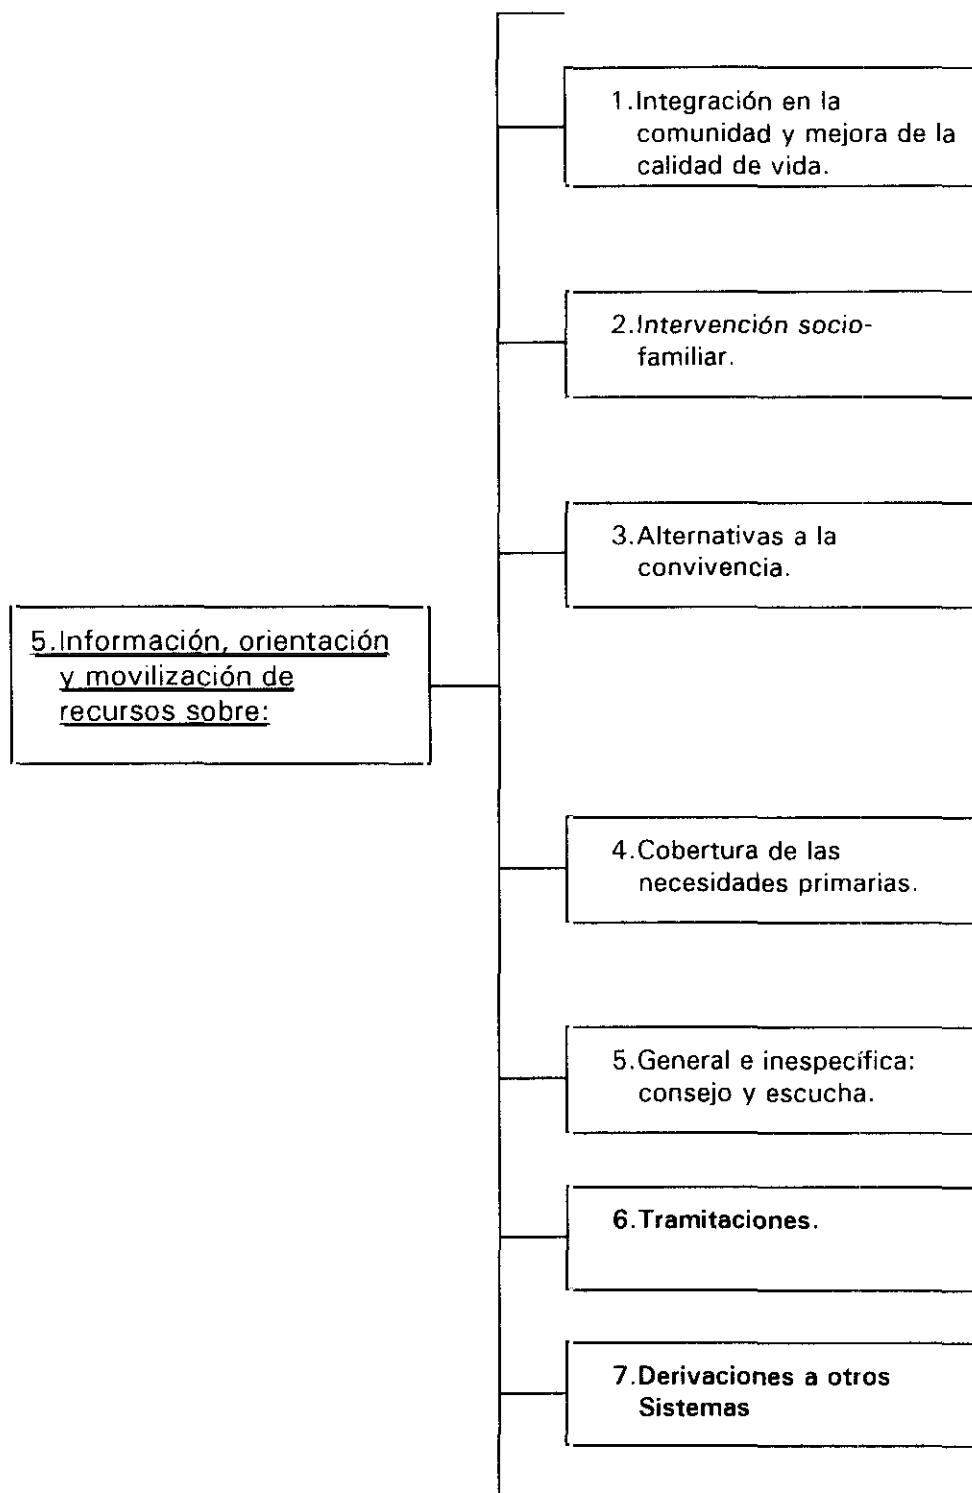 1.Integración en la
comunidad y mejora de la
calidad de vida.
2.Intervención socio-
familiar.
3.Alternativas a la
convivencia.
5.Información, orientación
y movilización de
recursos sobre:
4.Cobertura de las
necesidades primarias.
5.General e inespecífica:
consejo y escucha.
6.Tramitaciones.
7.Derivaciones a otros
Sistemas